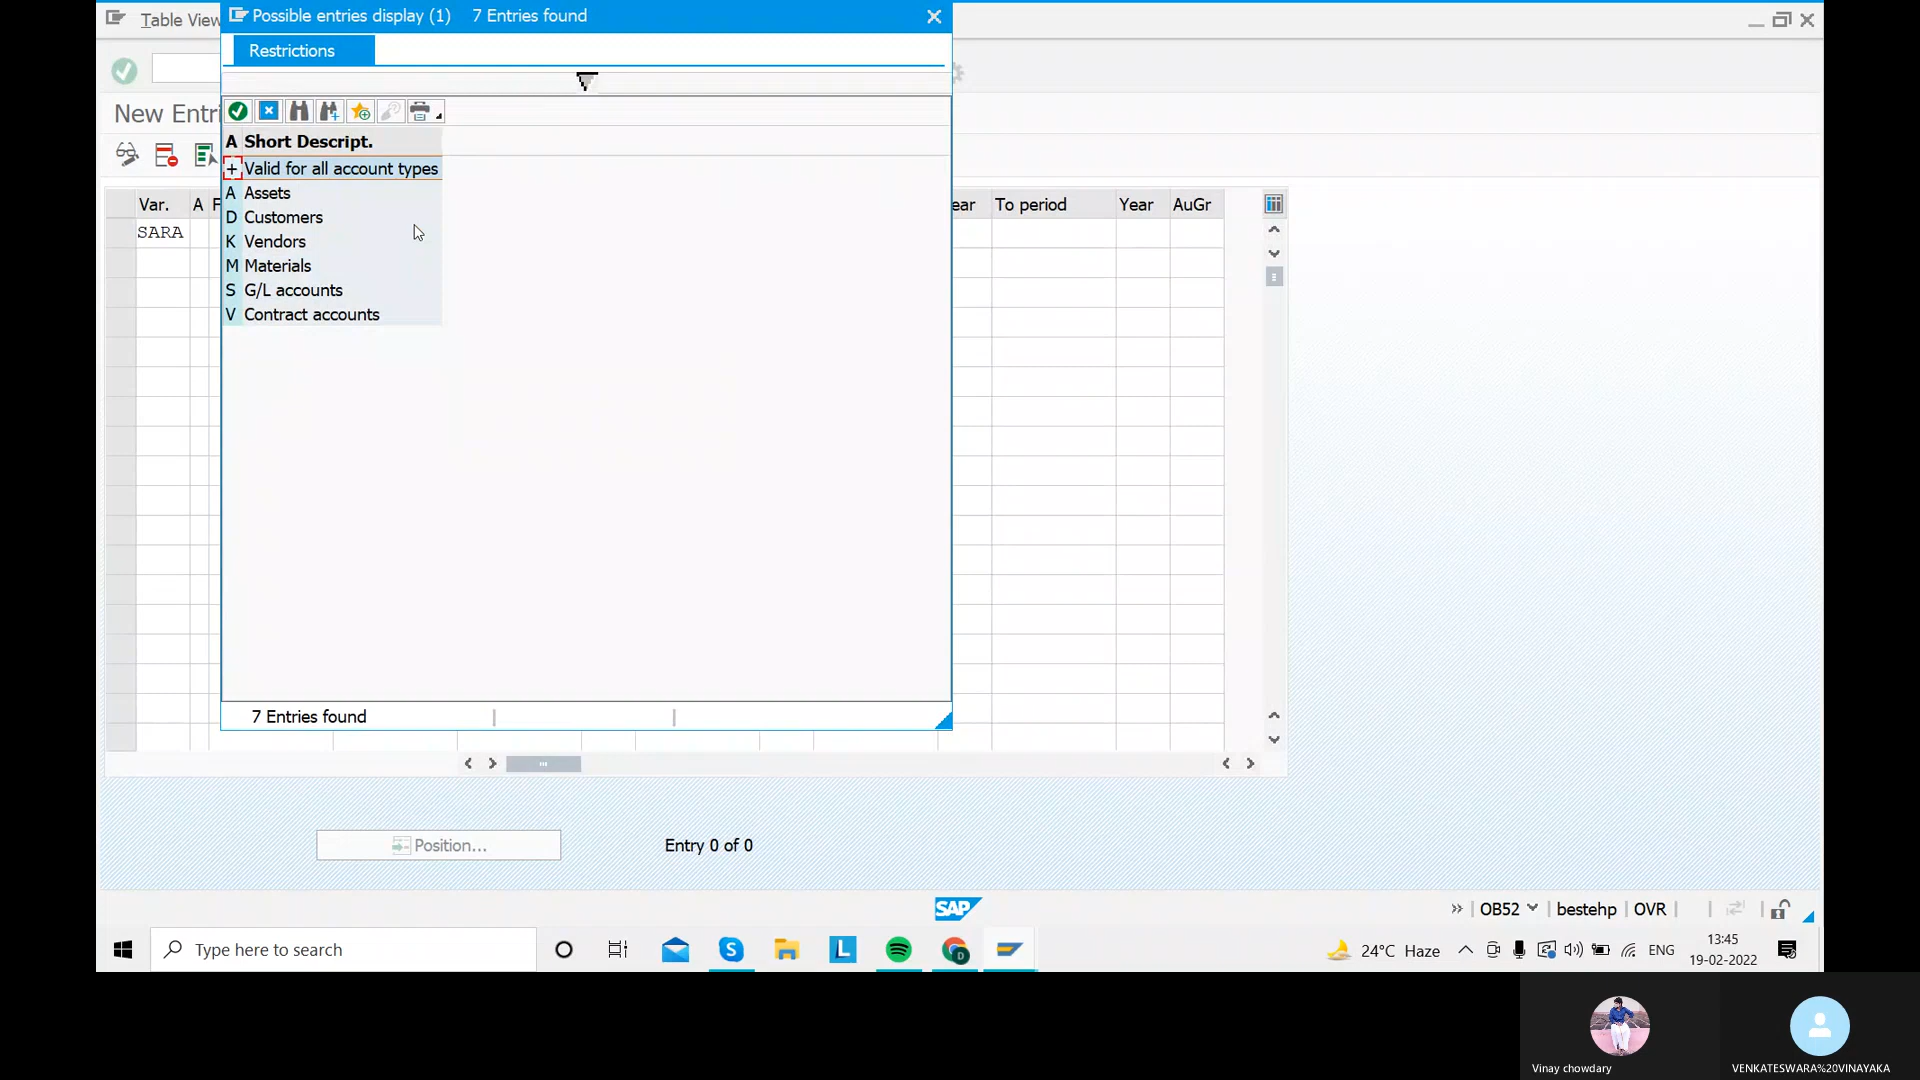 Table View
Possible entries display (1) 7 Entries found
Restrictions
New Entri
A Short Descript.
+ Valid for all account types
A Assets
D Customers
K Vendors
M Materials
S G/L accounts
V Contract accounts
7 Entries found
Var. A F ear To period Year AuGr
SARA
Position... Entry 0 of 0
SAP
OB52 bestehp OVR
Type here to search
L
D
24°C Haze
ENG
13:45
19-02-2022
Vinay chowdary
VENKATESWARA%20VINAYAKA